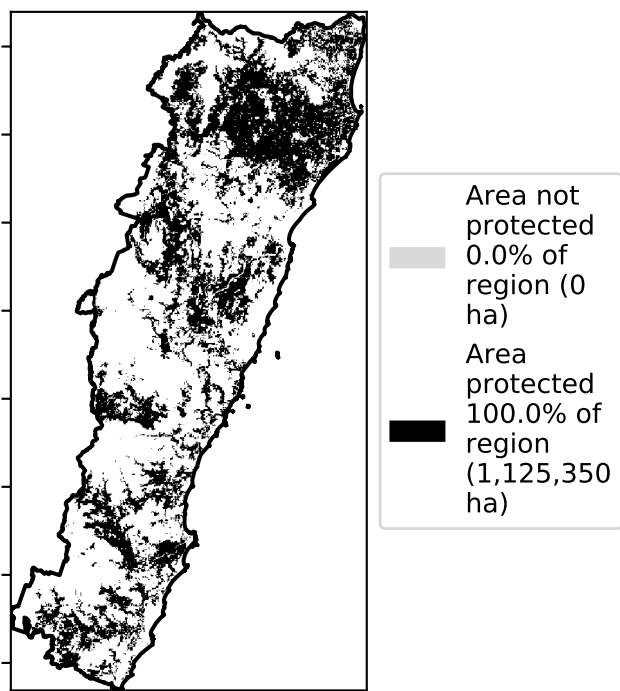 Area not
protected
0.0% of
region (0
ha)
Area
protected
100.0% of
region
(1,125,350
ha)